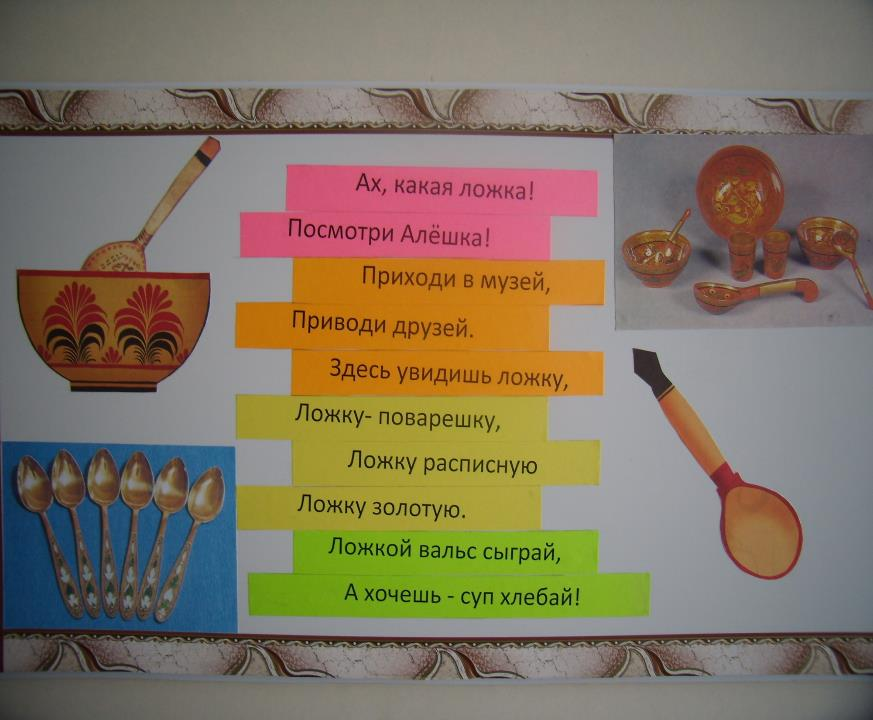 Ах, какая ложка!
Посмотри Алёшка!
Приходи в музей,
Приводи друзей.
Здесь увидишь ложку,
Ложку- поварешку,
Ложку расписную
Ложку золотую.
Ложкой вальс сыграй,
А хочешь - суп хлебай!